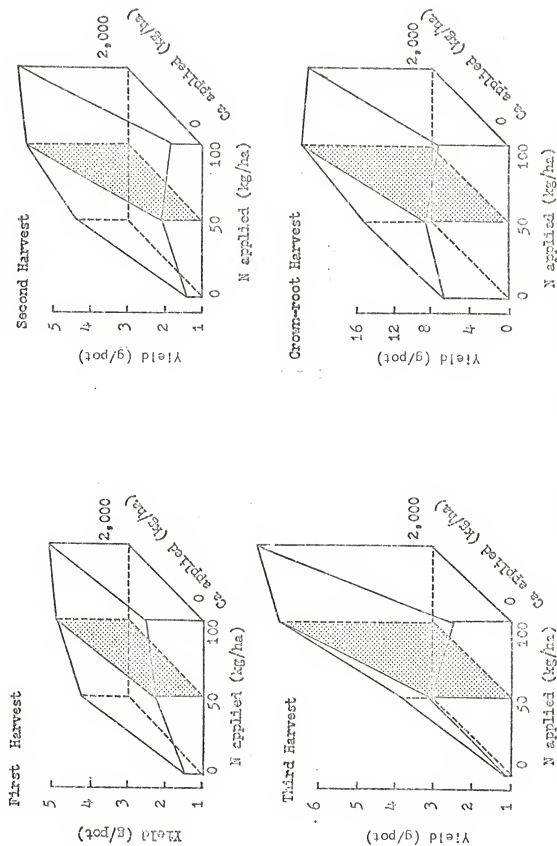 First Harvest
Yield (g/pot)
5
4
3
2
1
0
50
100
N applied (kg/ha)
0
2,000
Ca applied (kg/ha)
Second Harvest
Yield (g/pot)
5
4
3
2
1
0
50
100
N applied (kg/ha)
0
2,000
Ca applied (kg/ha)
Third Harvest
Yield (g/pot)
6
5
4
3
2
1
0
50
100
N applied (kg/ha)
0
2,000
Ca applied (kg/ha)
Crown-root Harvest
Yield (g/pot)
16
12
8
4
0
0
50
100
N applied (kg/ha)
0
2,000
Ca applied (kg/ha)